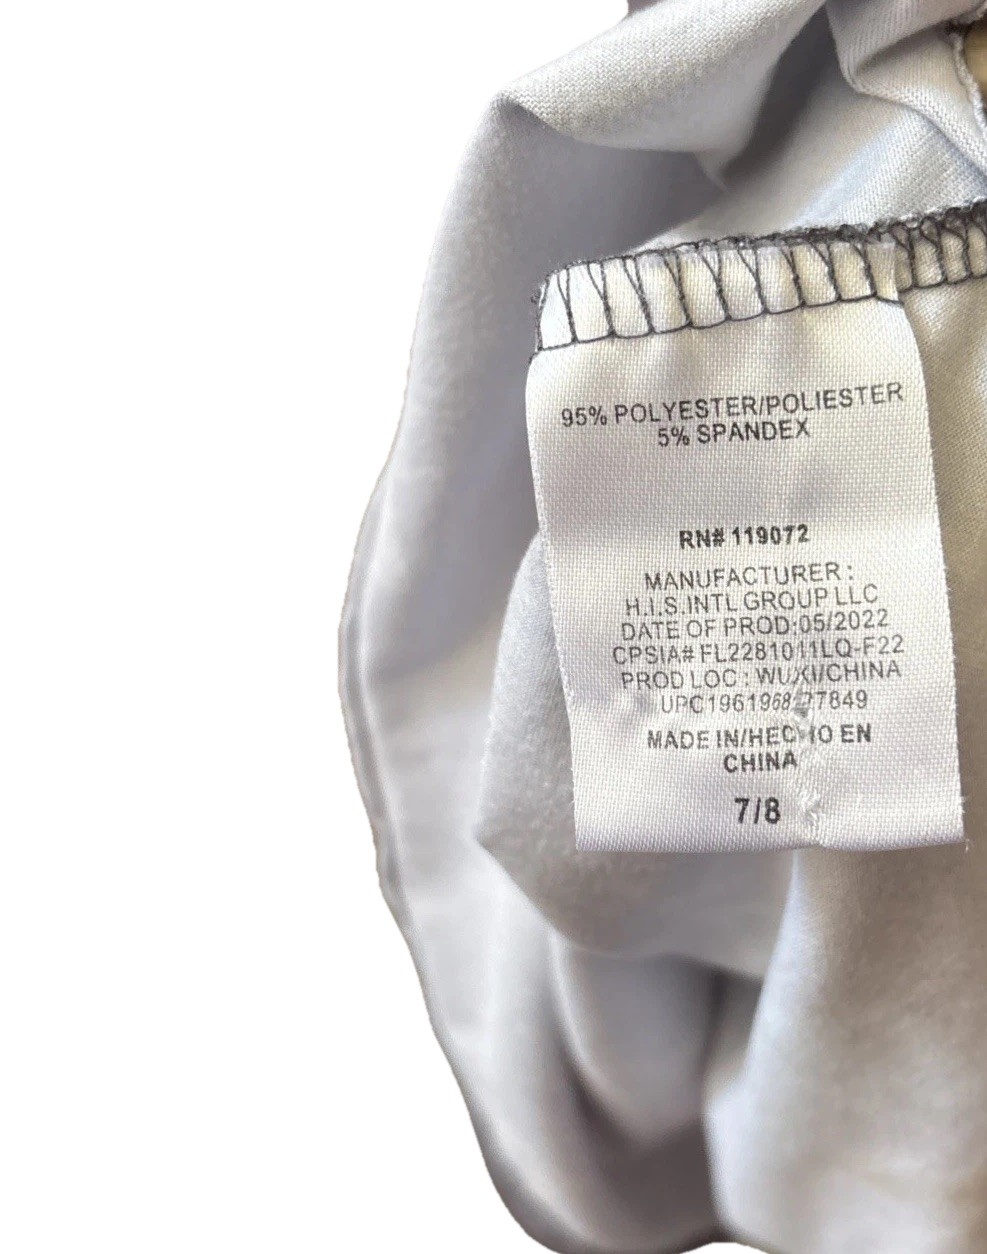 95% POLYESTER/POLIESTER
5% SPANDEX
RN# 119072
MANUFACTURER :
H.I.S.INTL GROUP LLC
DATE OF PROD:05/2022
CPSIA# FL2281011LQ-F22
PROD LOC : WUXI/CHINA
MADE IN/HECHO EN
CHINA
7/8